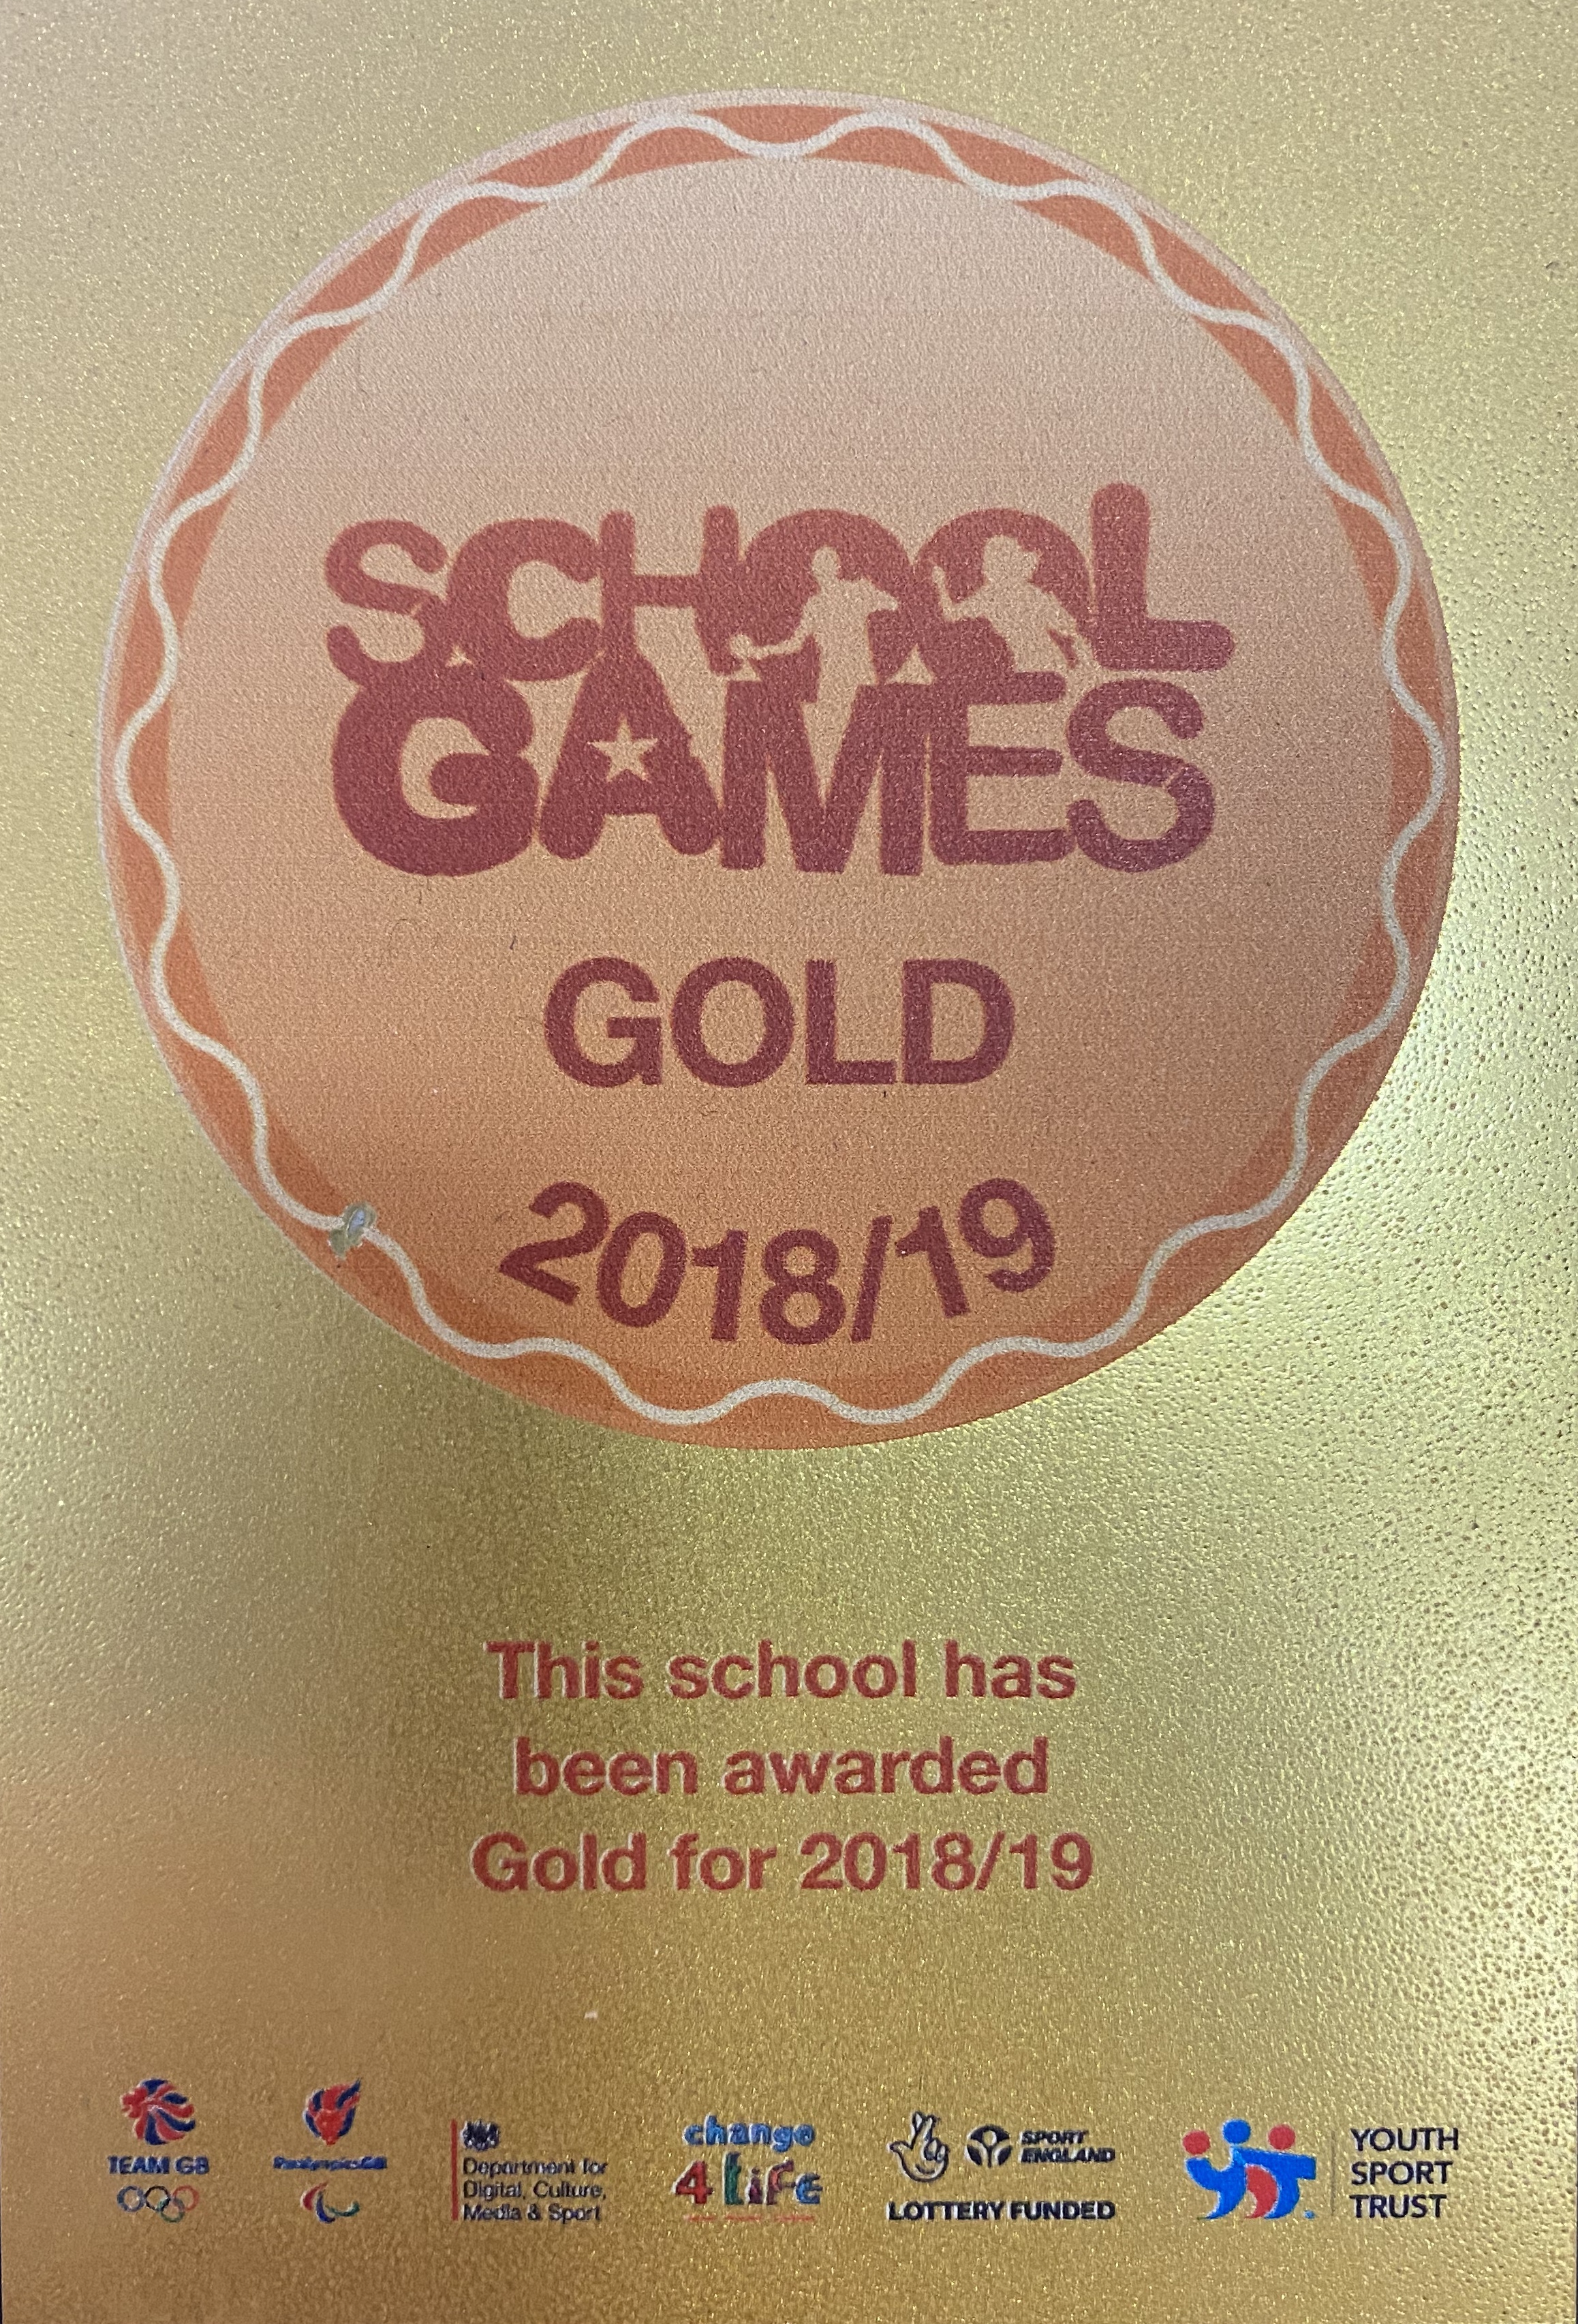 SCHOOL
GAMES
GOLD
2018/19
This school has
been awarded
Gold for 2018/19
TEAM GB
ParalympicsGB
Department for
Digital, Culture,
Media & Sport
change
4 LiFe
SPORT
ENGLAND
LOTTERY FUNDED
YOUTH
SPORT
TRUST